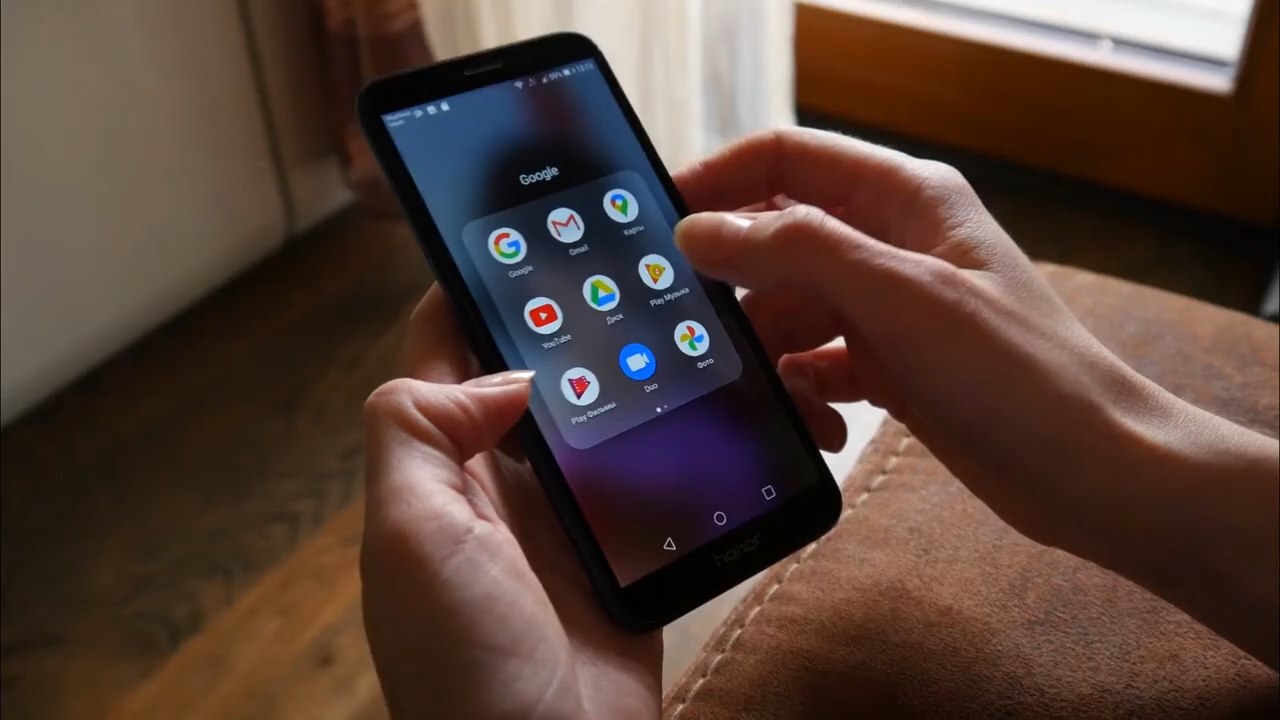 Google
Google
Gmail
Карты
YouTube
Диск
Play Музыка
Play Фильмы
Duo
Фото
honor